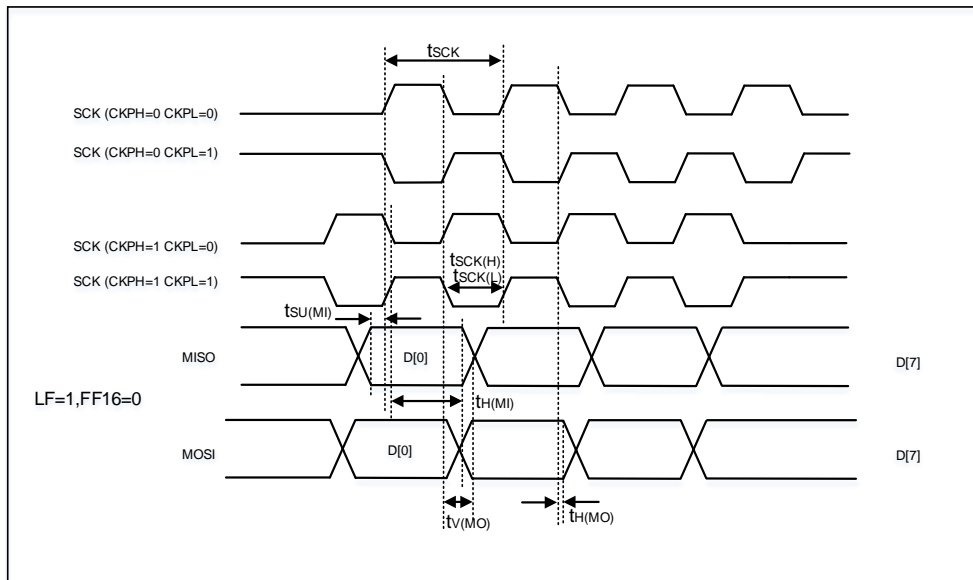 tSCK
SCK (CKPH=0 CKPL=0)
SCK (CKPH=0 CKPL=1)
SCK (CKPH=1 CKPL=0)
tSCK(H)
SCK (CKPH=1 CKPL=1)
tSCK(L)
tSU(MI)
MISO
D[0]
D[7]
LF=1,FF16=0
tH(MI)
MOSI
D[0]
D[7]
tV(MO)
tH(MO)